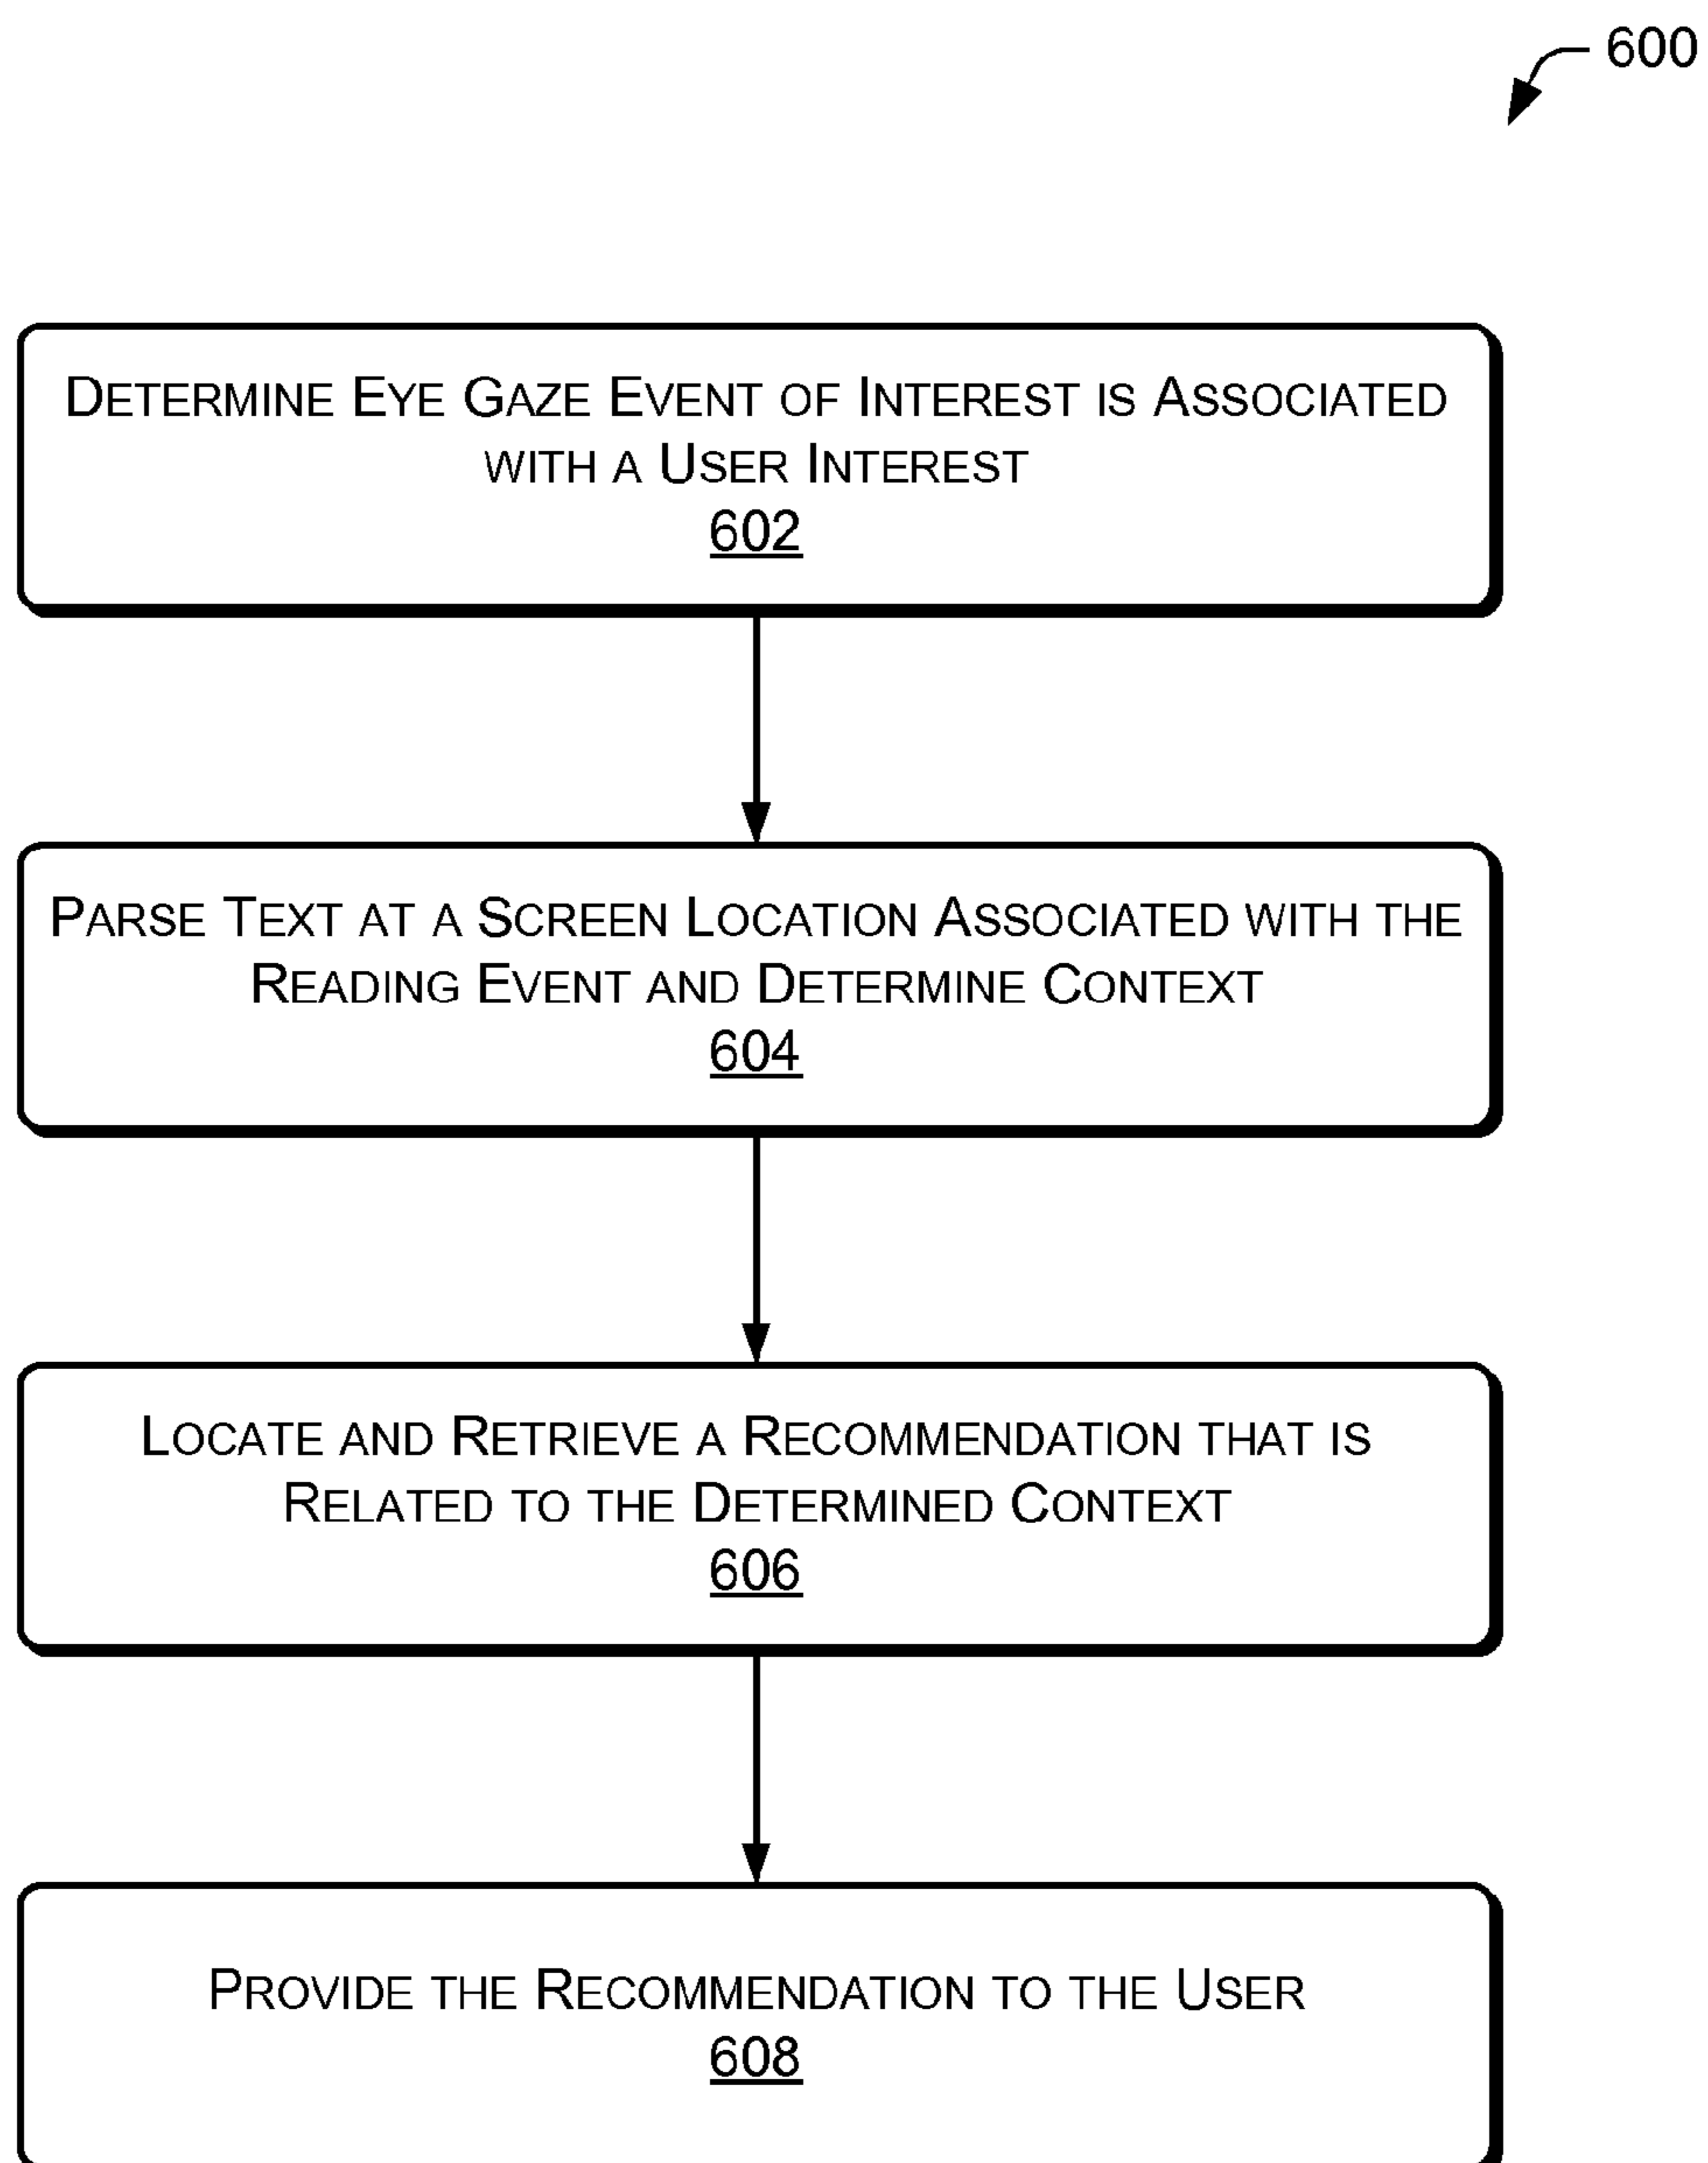 600
Determine Eye Gaze Event of Interest is Associated
with a User Interest
602
Parse Text at a Screen Location Associated with the
Reading Event and Determine Context
604
Locate and Retrieve a Recommendation that is
Related to the Determined Context
606
Provide the Recommendation to the User
608